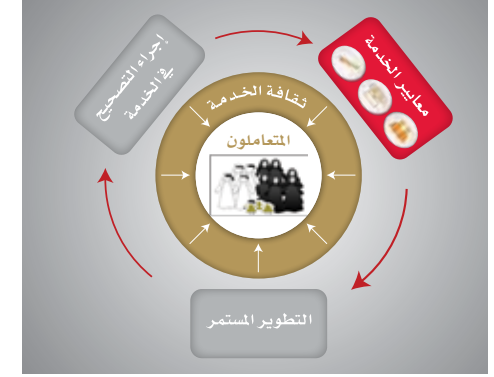 معايير الخدمة
إجراء التصحيح
في الخدمة
ثقافة الخدمة
المتعاملون
التطوير المستمر